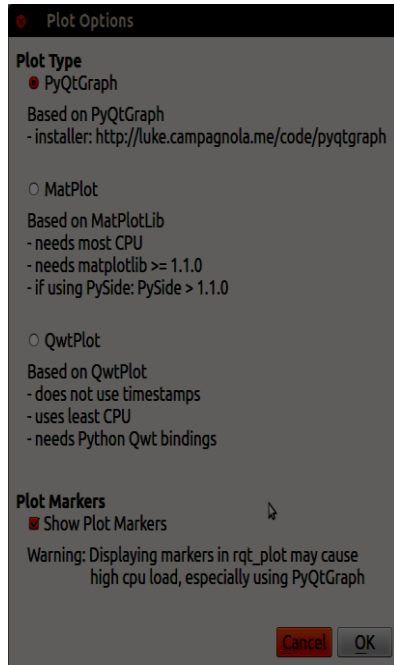 Plot Options
Plot Type
PyQtGraph
Based on PyQtGraph
- installer: http://luke.campagnola.me/code/pyqtgraph
MatPlot
Based on MatPlotLib
- needs most CPU
- needs matplotlib >= 1.1.0
- if using PySide: PySide > 1.1.0
QwtPlot
Based on QwtPlot
- does not use timestamps
- uses least CPU
- needs Python Qwt bindings
Plot Markers
Show Plot Markers
Warning: Displaying markers in rqt_plot may cause
high cpu load, especially using PyQtGraph
Cancel OK